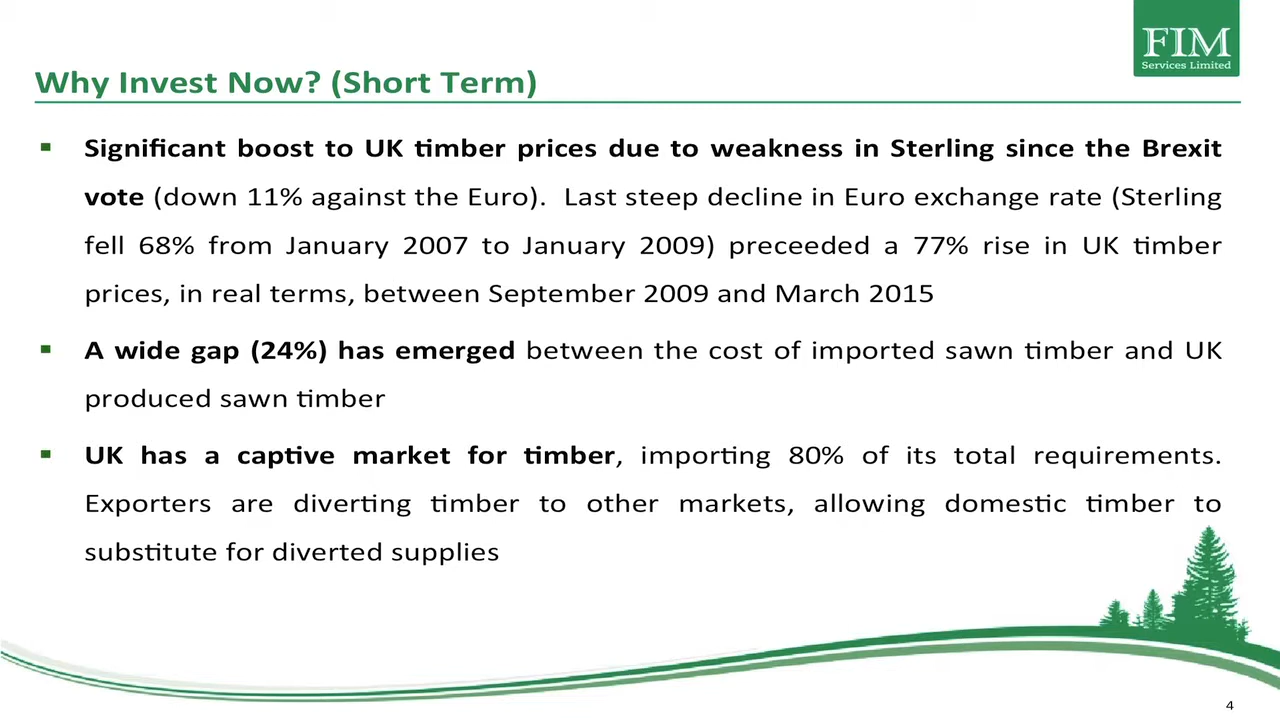 FIM
Services Limited
Why Invest Now? (Short Term)
▪ Significant boost to UK timber prices due to weakness in Sterling since the Brexit
vote (down 11% against the Euro). Last steep decline in Euro exchange rate (Sterling
fell 68% from January 2007 to January 2009) preceeded a 77% rise in UK timber
prices, in real terms, between September 2009 and March 2015
▪ A wide gap (24%) has emerged between the cost of imported sawn timber and UK
produced sawn timber
▪ UK has a captive market for timber, importing 80% of its total requirements.
Exporters are diverting timber to other markets, allowing domestic timber to
substitute for diverted supplies
4